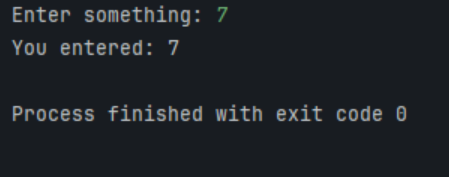 Enter something: 7
You entered: 7
Process finished with exit code 0